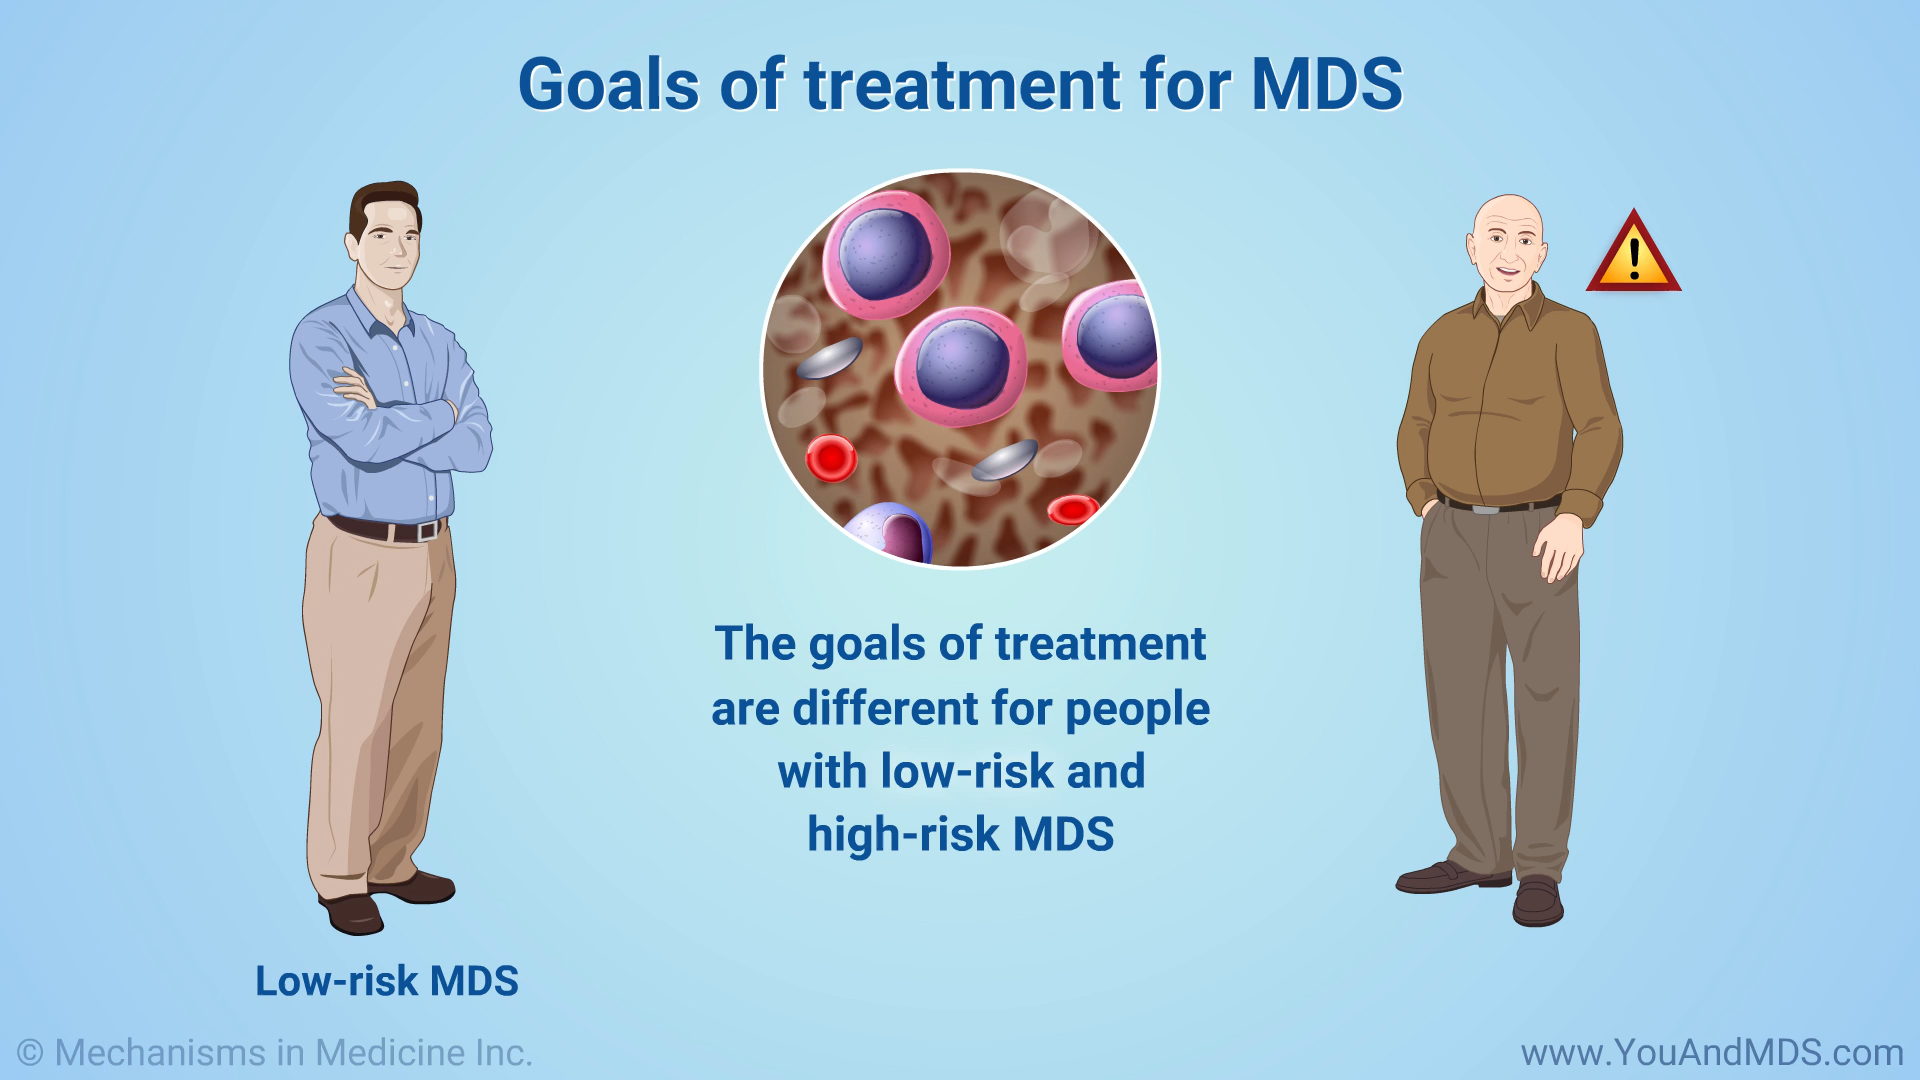 Goals of treatment for MDS
The goals of treatment
are different for people
with low-risk and
high-risk MDS
Low-risk MDS
© Mechanisms in Medicine Inc.
www.YouAndMDS.com